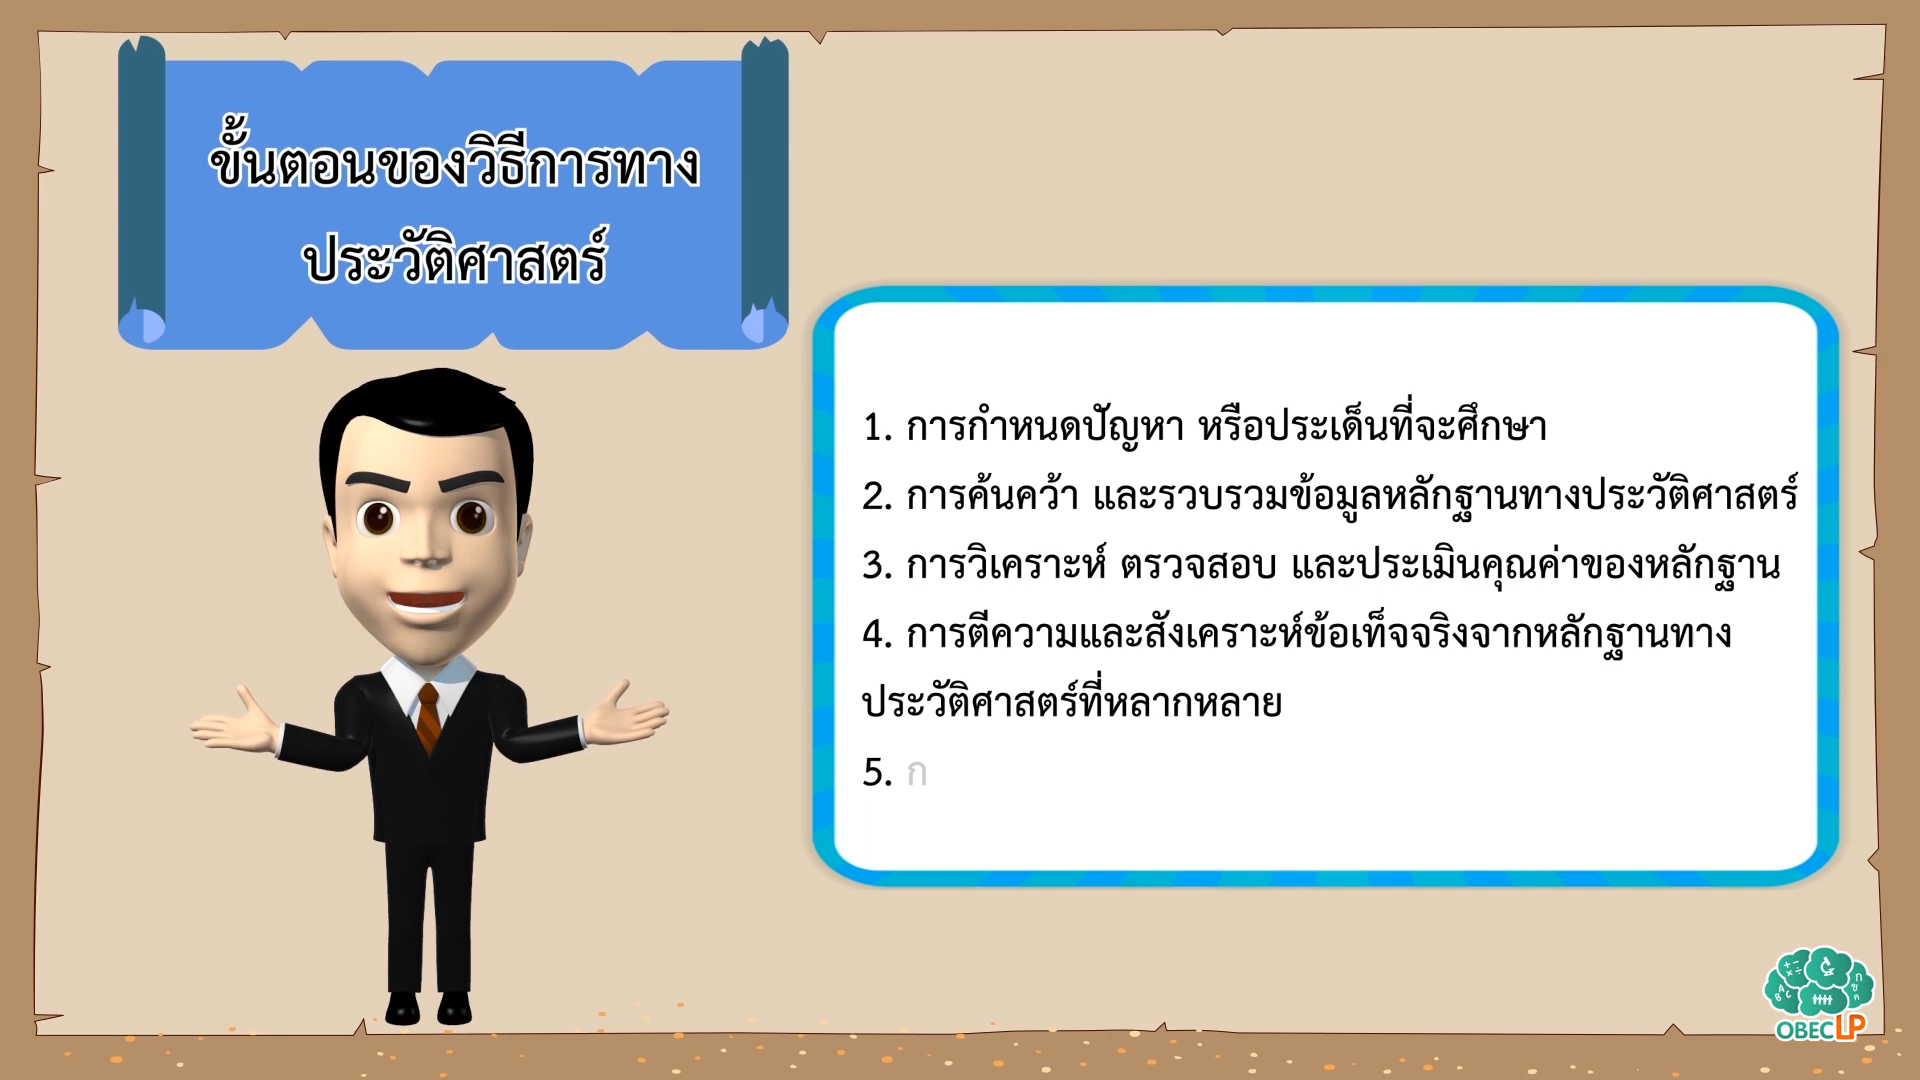 ขั้นตอนของวิธีการทาง
ประวัติศาสตร์
1. การกำหนดปัญหา หรือประเด็นที่จะศึกษา
2. การค้นคว้า และรวบรวมข้อมูลหลักฐานทางประวัติศาสตร์
3. การวิเคราะห์ ตรวจสอบ และประเมินคุณค่าของหลักฐาน
4. การตีความและสังเคราะห์ข้อเท็จจริงจากหลักฐานทาง
ประวัติศาสตร์ที่หลากหลาย
5. ก
OBECLP